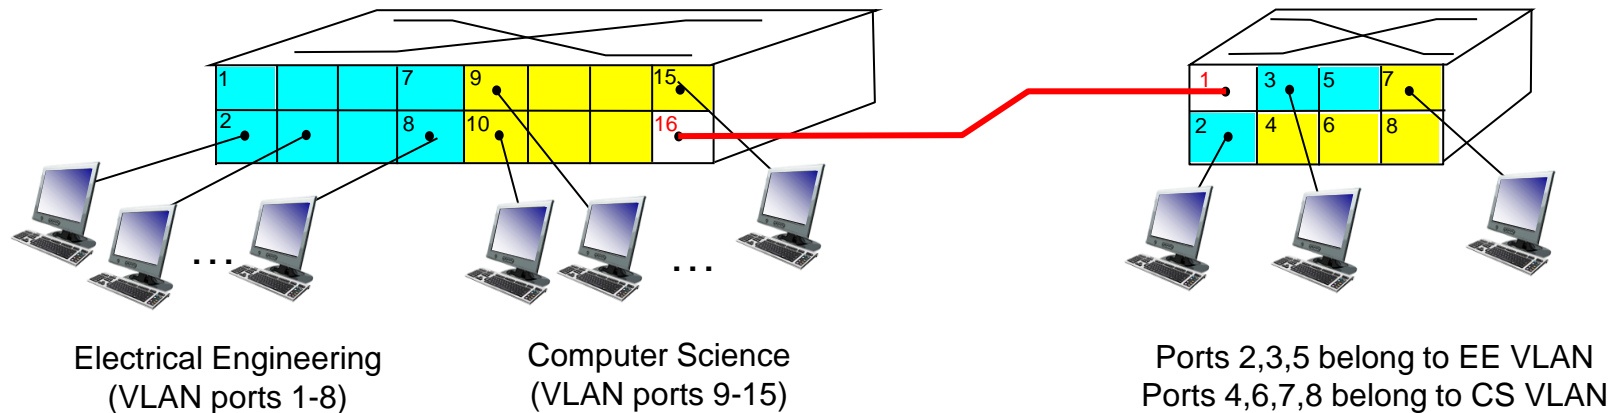 1 7 9 15
2 8 10 16
1 3 5 7
2 4 6 8
... ...
Electrical Engineering
(VLAN ports 1-8)
Computer Science
(VLAN ports 9-15)
Ports 2,3,5 belong to EE VLAN
Ports 4,6,7,8 belong to CS VLAN